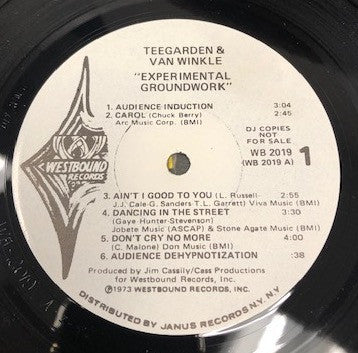 TEEGARDEN &
VAN WINKLE
"EXPERIMENTAL
GROUNDWORK"
1. AUDIENCE INDUCTION 3:04
2. CAROL (Chuck Berry) 2:45
Arc Music Corp. (BMI)
DJ COPIES
NOT
FOR SALE
WB 2019
(WB 2019 A)
1
WESTBOUND
RECORDS
3. AIN'T I GOOD TO YOU (L. Russell- 2:55
J.J. Cale-G. Sanders T.L. Garrett) Viva Music (BMI)
4. DANCING IN THE STREET 3:30
(Gaye-Hunter-Stevenson)
Jobete Music (ASCAP) & Stone Agate Music (BMI)
5. DON'T CRY NO MORE 6:00
(C. Malone) Don Music (BMI)
6. AUDIENCE DEHYPNOTIZATION :38
Produced by Jim Cassily/Cass Productions
for Westbound Records, Inc.
©1973 WESTBOUND RECORDS, INC.
DISTRIBUTED BY JANUS RECORDS N.Y. N.Y.